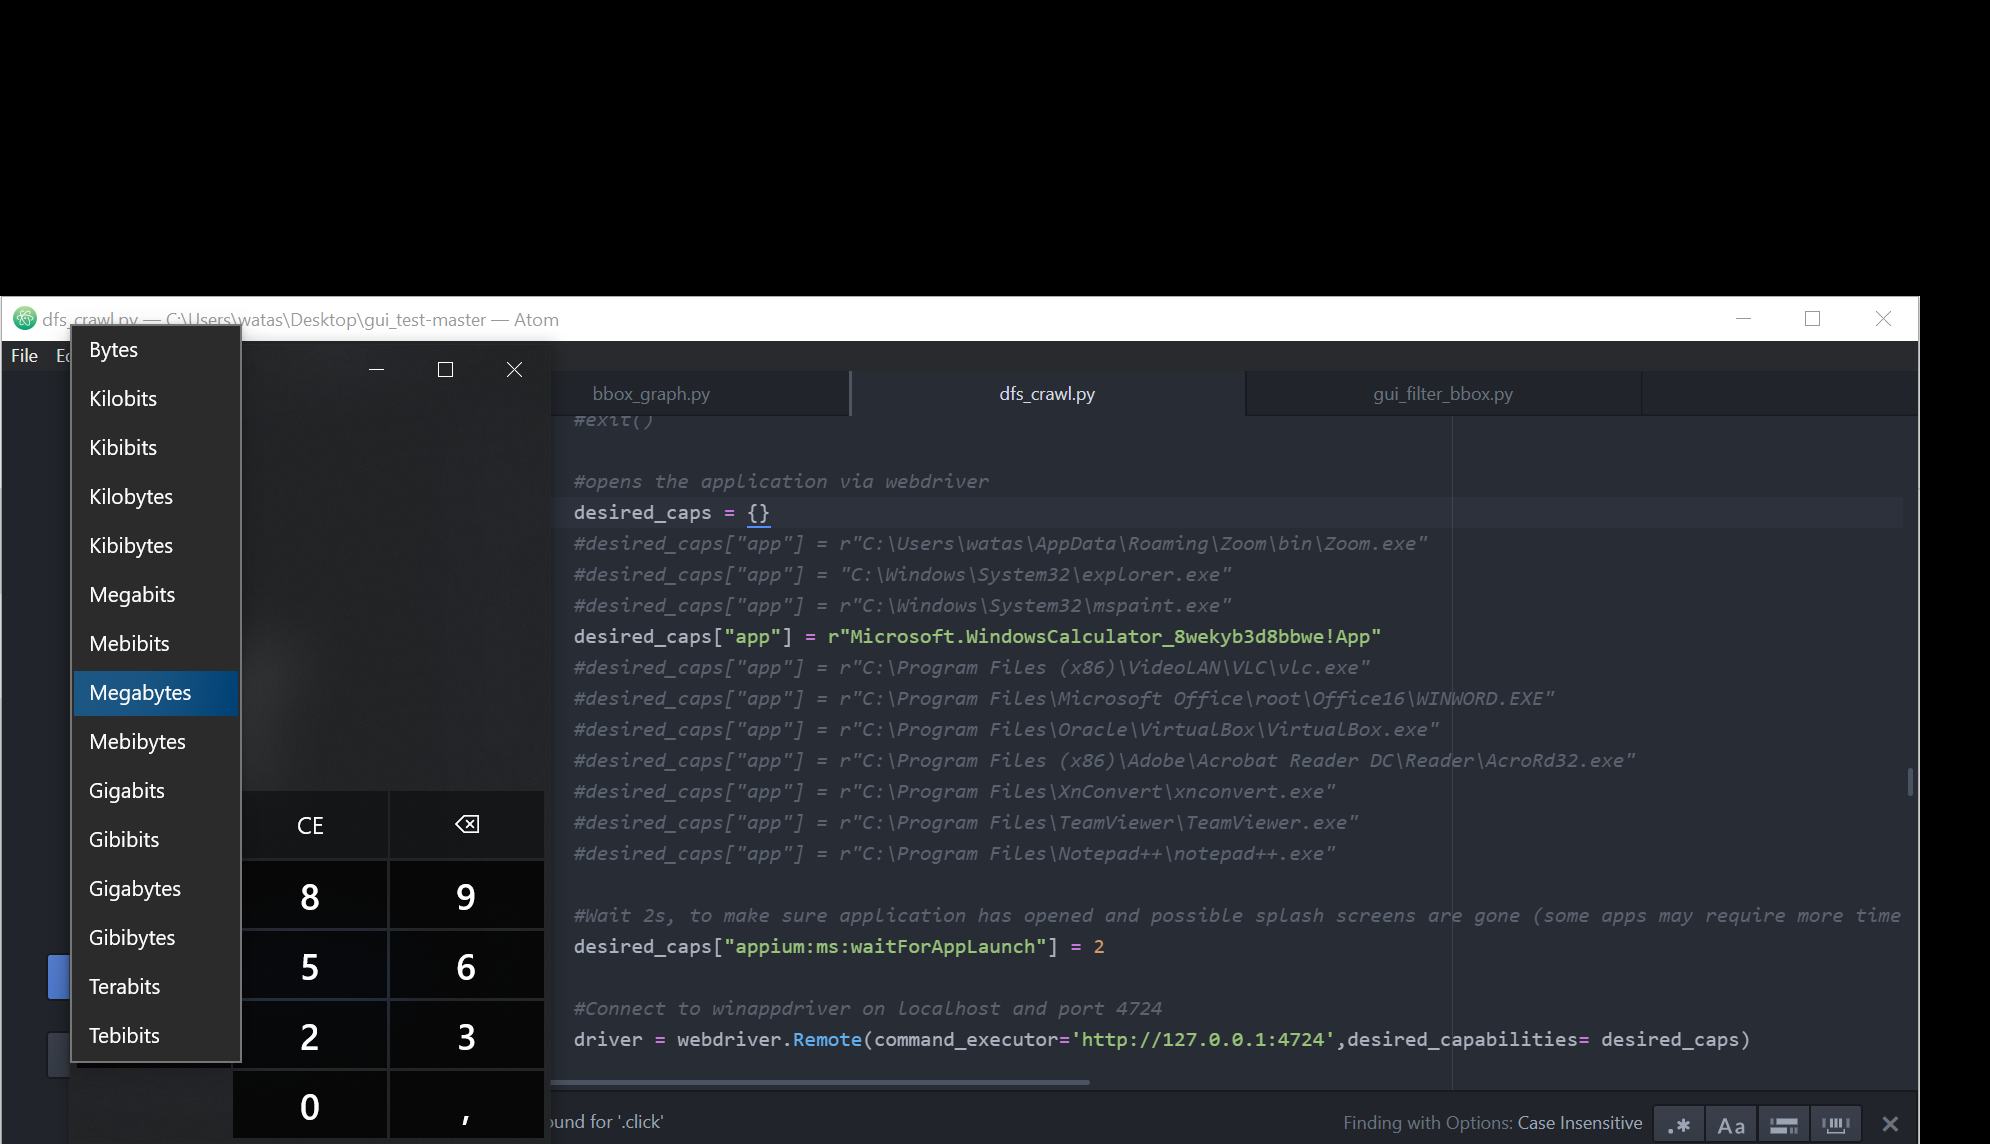 dfs_crawl.py — C:\Users\watas\Desktop\gui_test-master — Atom
File
Bytes
Kilobits
Kibibits
Kilobytes
Kibibytes
Megabits
Mebibits
Megabytes
Mebibytes
Gigabits
Gibibits
Gigabytes
Gibibytes
Terabits
Tebibits
CE
8 9
5 6
2 3
0 ,
bbox_graph.py dfs_crawl.py gui_filter_bbox.py
#exit()
#opens the application via webdriver
desired_caps = {}
#desired_caps["app"] = r"C:\Users\watas\AppData\Roaming\Zoom\bin\Zoom.exe"
#desired_caps["app"] = "C:\Windows\System32\explorer.exe"
#desired_caps["app"] = r"C:\Windows\System32\mspaint.exe"
desired_caps["app"] = r"Microsoft.WindowsCalculator_8wekyb3d8bbwe!App"
#desired_caps["app"] = r"C:\Program Files (x86)\VideoLAN\VLC\vlc.exe"
#desired_caps["app"] = r"C:\Program Files\Microsoft Office\root\Office16\WINWORD.EXE"
#desired_caps["app"] = r"C:\Program Files\Oracle\VirtualBox\VirtualBox.exe"
#desired_caps["app"] = r"C:\Program Files (x86)\Adobe\Acrobat Reader DC\Reader\AcroRd32.exe"
#desired_caps["app"] = r"C:\Program Files\XnConvert\xnconvert.exe"
#desired_caps["app"] = r"C:\Program Files\TeamViewer\TeamViewer.exe"
#desired_caps["app"] = r"C:\Program Files\Notepad++\notepad++.exe"
#Wait 2s, to make sure application has opened and possible splash screens are gone (some apps may require more time
desired_caps["appium:ms:waitForAppLaunch"] = 2
#Connect to winappdriver on localhost and port 4724
driver = webdriver.Remote(command_executor='http://127.0.0.1:4724',desired_capabilities= desired_caps)
for '.click'
Finding with Options: Case Insensitive
.* Aa